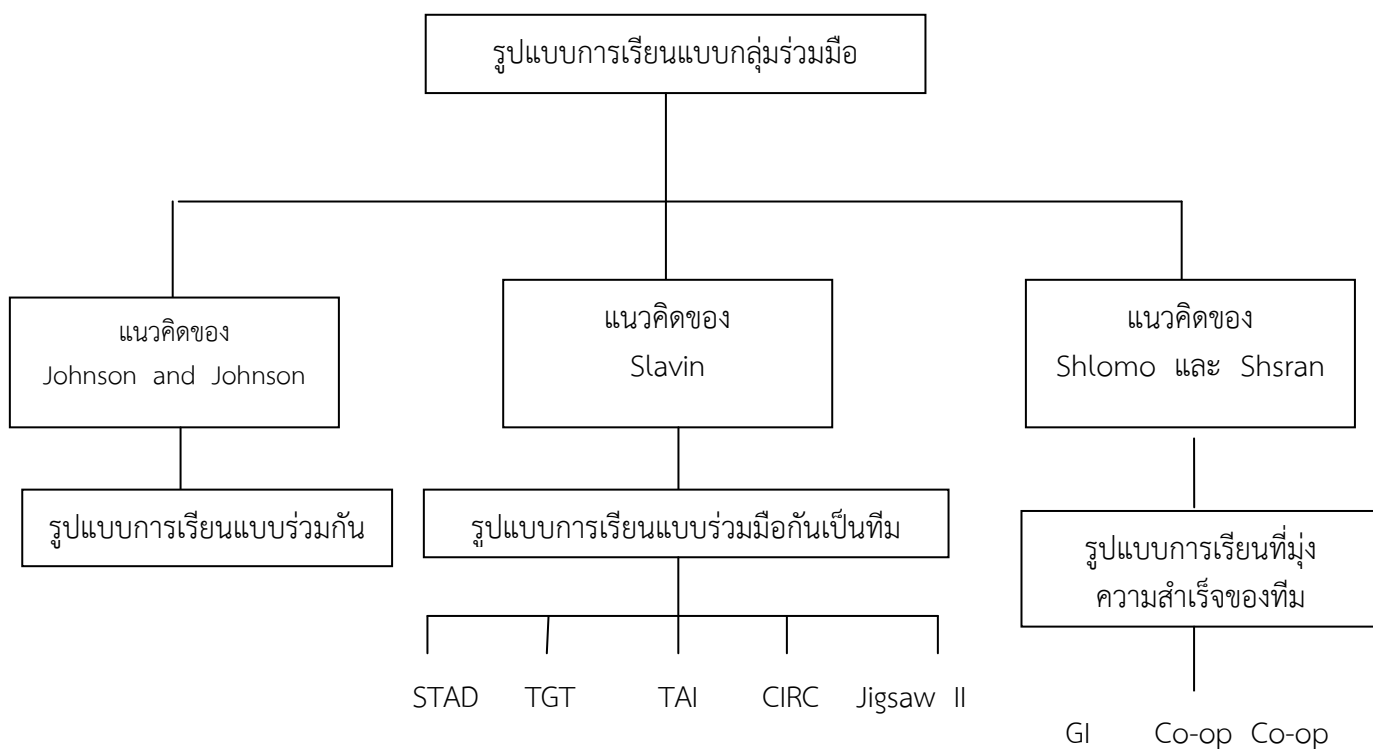 รูปแบบการเรียนแบบกลุ่มร่วมมือ
แนวคิดของ
Johnson and Johnson
แนวคิดของ
Slavin
แนวคิดของ
Shlomo และ Shsran
รูปแบบการเรียนแบบร่วมกัน
รูปแบบการเรียนแบบร่วมมือกันเป็นทีม
รูปแบบการเรียนที่มุ่ง
ความสำเร็จของทีม
STAD TGT TAI CIRC Jigsaw II
GI Co-op Co-op